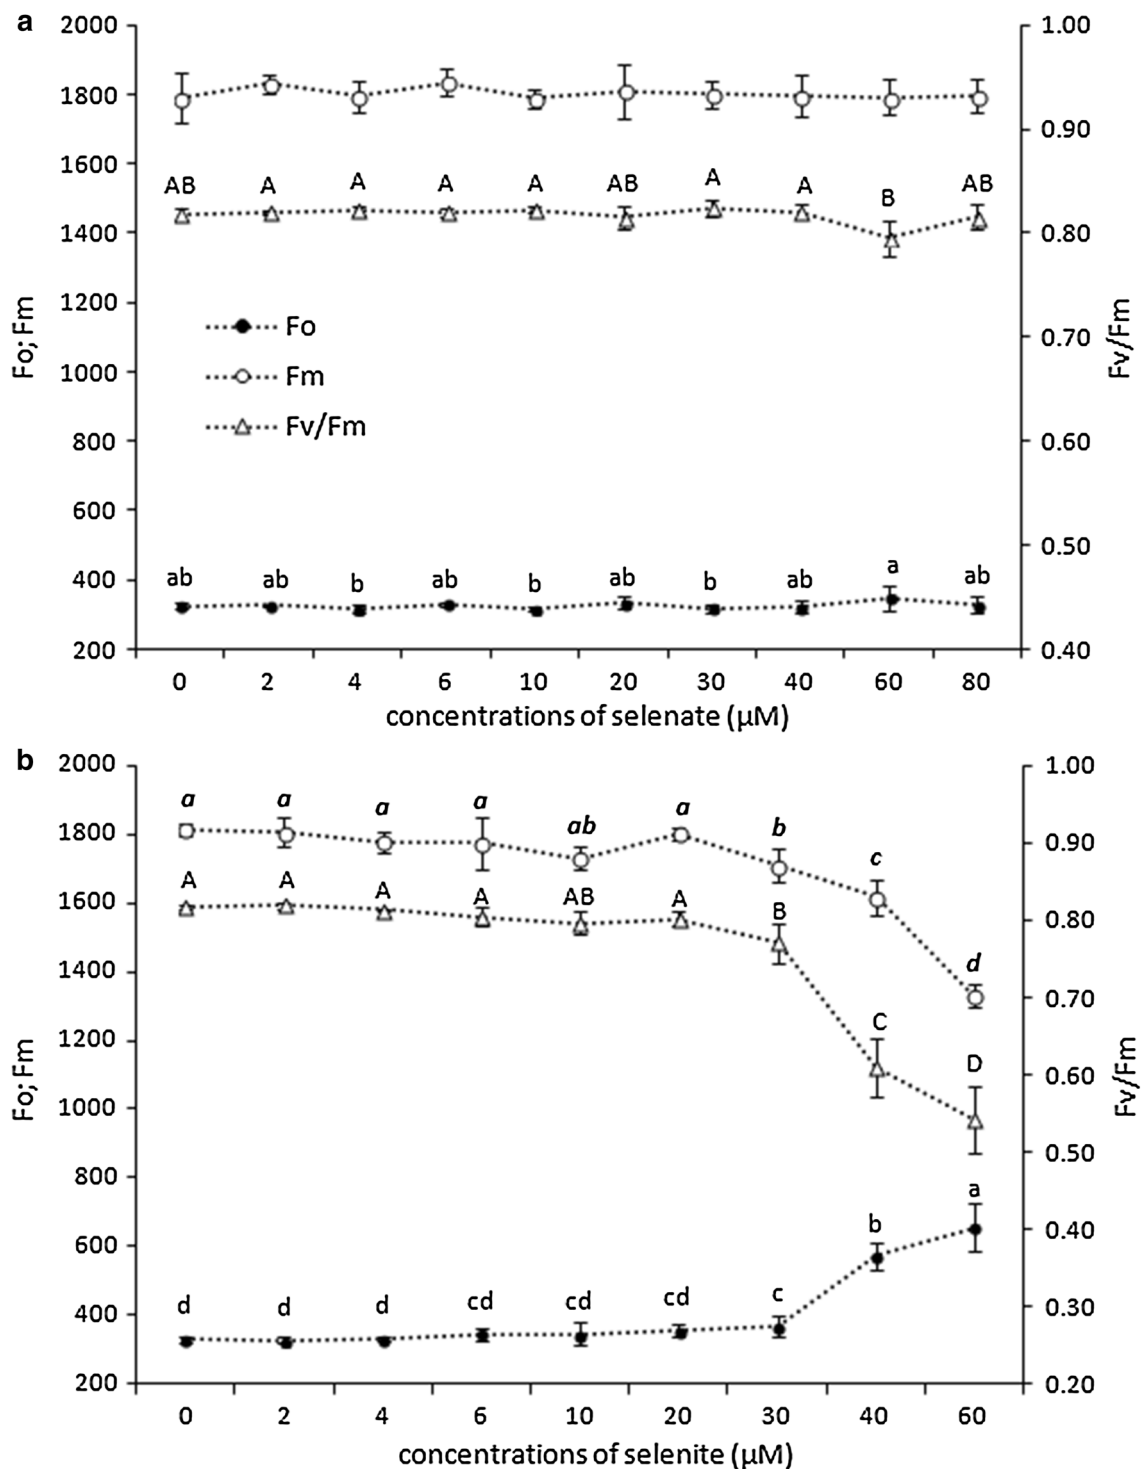 a
2000 1.00
1800
0.90
1600
AB A A A A AB A A B AB
1400 0.80
1200
Fo; Fm
Fv/Fm
Fo
0.70
1000
Fm
800
Fv/Fm
0.60
600
0.50
400
ab ab b ab b ab b ab a ab
200 0.40
0 2 4 6 10 20 30 40 60 80
concentrations of selenate (μM)
b
2000 1.00
a a a a ab a b c d
1800 0.90
A A A A AB A B C D
1600 0.80
1400
0.70
1200
Fo; Fm
Fv/Fm
0.60
1000
0.50
800
600 0.40
d d d cd cd cd c b a
400 0.30
200 0.20
0 2 4 6 10 20 30 40 60
concentrations of selenite (μM)